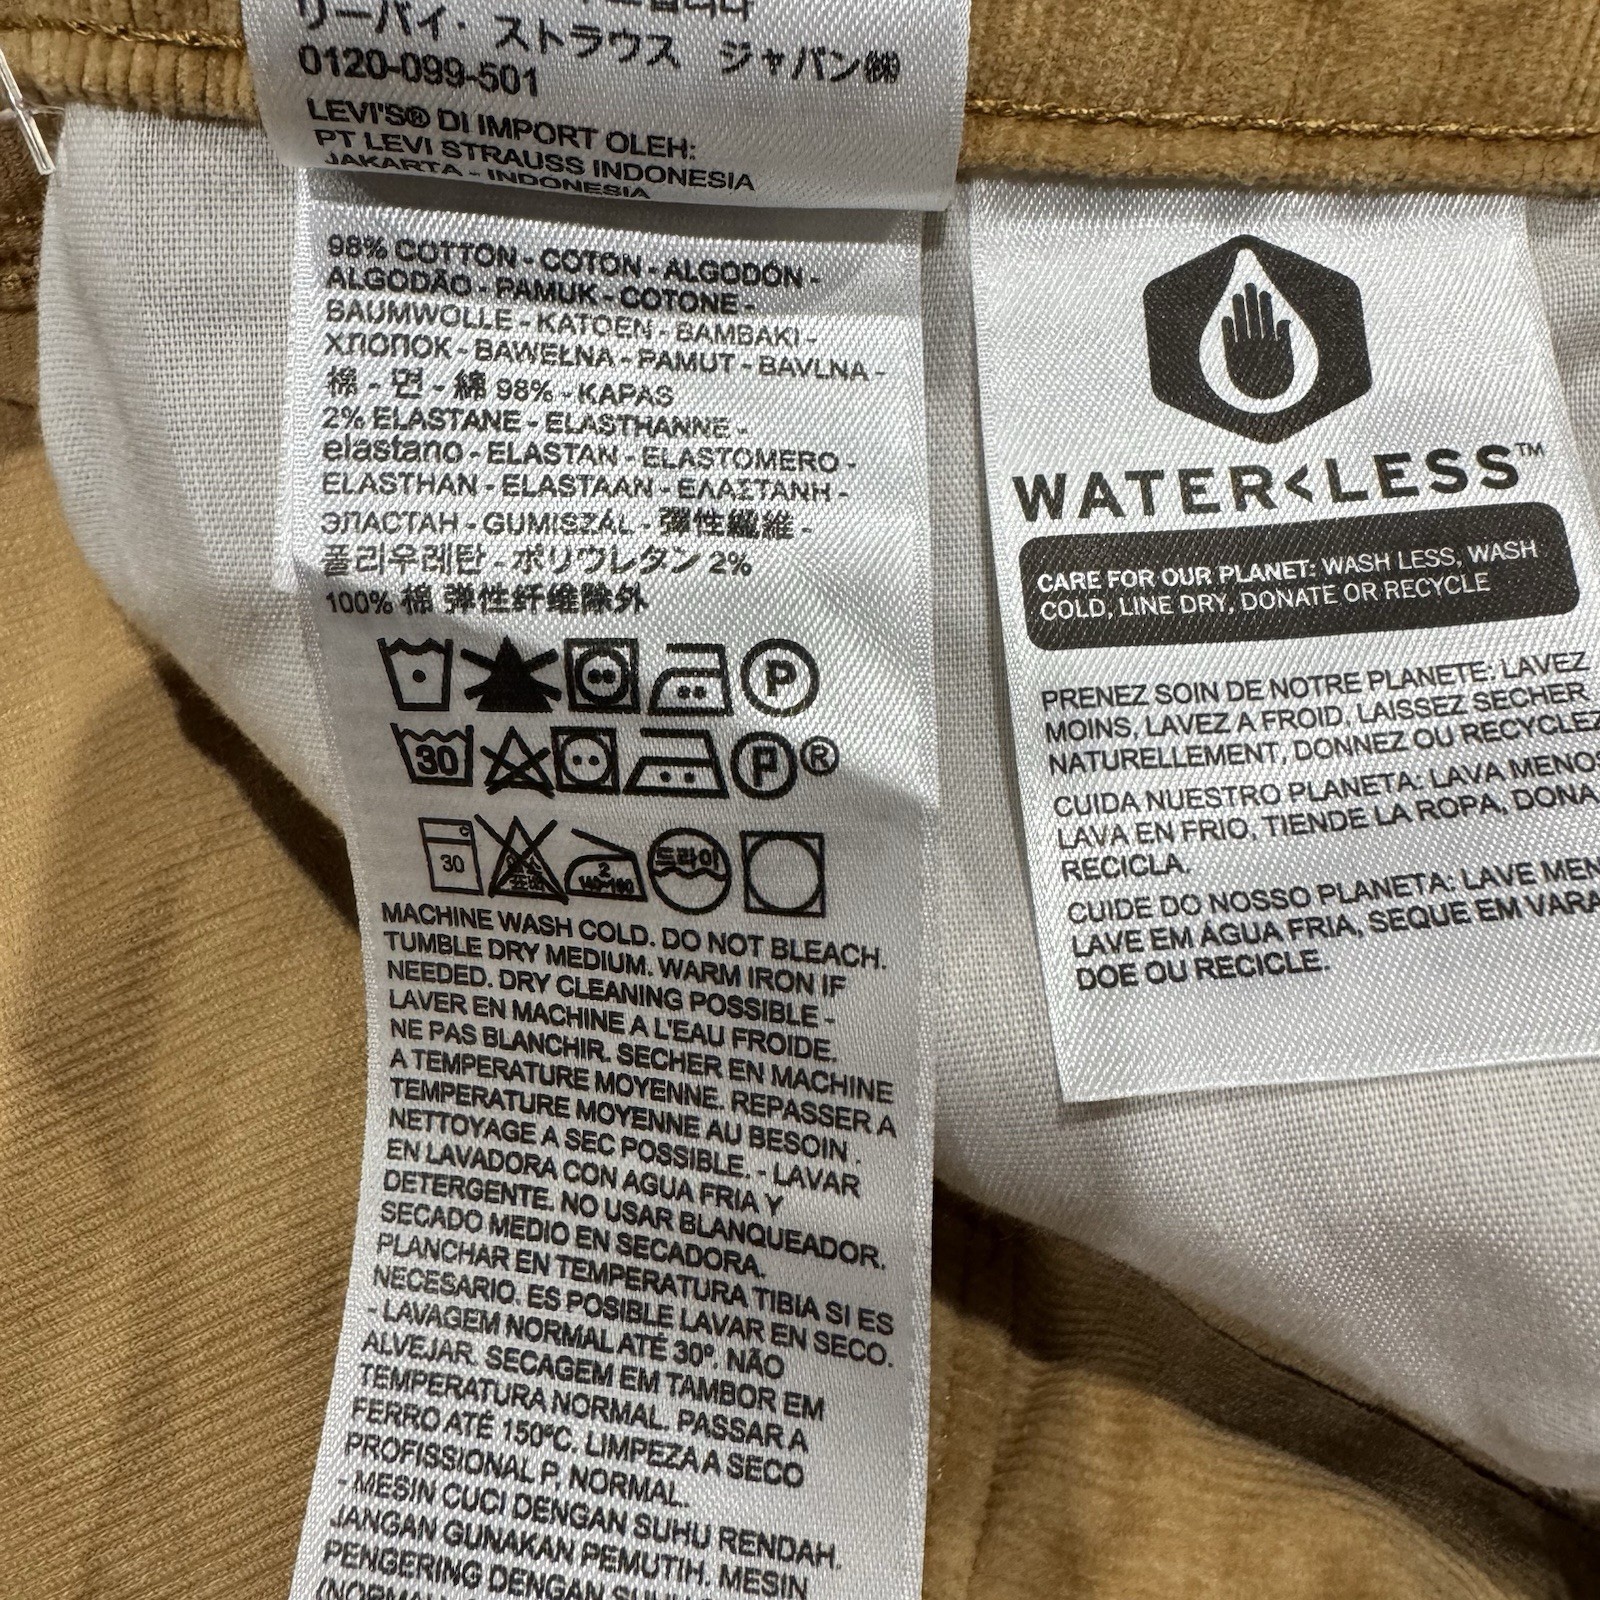 リーバイ・ストラウス ジャパン㈱
0120-099-501
LEVI'S® DI IMPORT OLEH:
PT LEVI STRAUSS INDONESIA
JAKARTA - INDONESIA
98% COTTON - COTON - ALGODÓN -
ALGODÃO - PAMUK - COTONE -
BAUMWOLLE - KATOEN - BAMBAKI -
ХЛОПОК - BAWEŁNA - PAMUT - BAVLNA -
棉 - 면 - 綿 98% - KAPAS
2% ELASTANE - ELASTHANNE -
elastano - ELASTAN - ELASTOMERO -
ELASTHAN - ELASTAAN - ΕΛΑΣΤΑΝΗ -
ЭЛАСТАН - GUMISZÁL - 彈性纖維 -
폴리우레탄 - ポリウレタン 2%
100% 棉 弹性纤维除外
P
30 P ®
C
30 2 드라이
140~160
MACHINE WASH COLD. DO NOT BLEACH.
TUMBLE DRY MEDIUM. WARM IRON IF
NEEDED. DRY CLEANING POSSIBLE -
LAVER EN MACHINE A L'EAU FROIDE.
NE PAS BLANCHIR. SECHER EN MACHINE
A TEMPERATURE MOYENNE. REPASSER A
TEMPERATURE MOYENNE AU BESOIN .
NETTOYAGE A SEC POSSIBLE. - LAVAR
EN LAVADORA CON AGUA FRIA Y
DETERGENTE. NO USAR BLANQUEADOR.
SECADO MEDIO EN SECADORA.
PLANCHAR EN TEMPERATURA TIBIA SI ES
NECESARIO. ES POSIBLE LAVAR EN SECO.
- LAVAGEM NORMAL ATÉ 30º. NÃO
ALVEJAR. SECAGEM EM TAMBOR EM
TEMPERATURA NORMAL. PASSAR A
FERRO ATÉ 150ºC. LIMPEZA A SECO
PROFISSIONAL P, NORMAL.
- MESIN CUCI DENGAN SUHU RENDAH.
JANGAN GUNAKAN PEMUTIH. MESIN
PENGERING DENGAN SUHU
WATER<LESS™
CARE FOR OUR PLANET: WASH LESS, WASH
COLD, LINE DRY, DONATE OR RECYCLE
PRENEZ SOIN DE NOTRE PLANETE: LAVEZ
MOINS, LAVEZ A FROID, LAISSEZ SECHER
NATURELLEMENT, DONNEZ OU RECYCLEZ
CUIDA NUESTRO PLANETA: LAVA MENOS
LAVA EN FRIO, TIENDE LA ROPA, DONA
RECICLA.
CUIDE DO NOSSO PLANETA: LAVE MEN
LAVE EM ÁGUA FRIA, SEQUE EM VARA
DOE OU RECICLE.